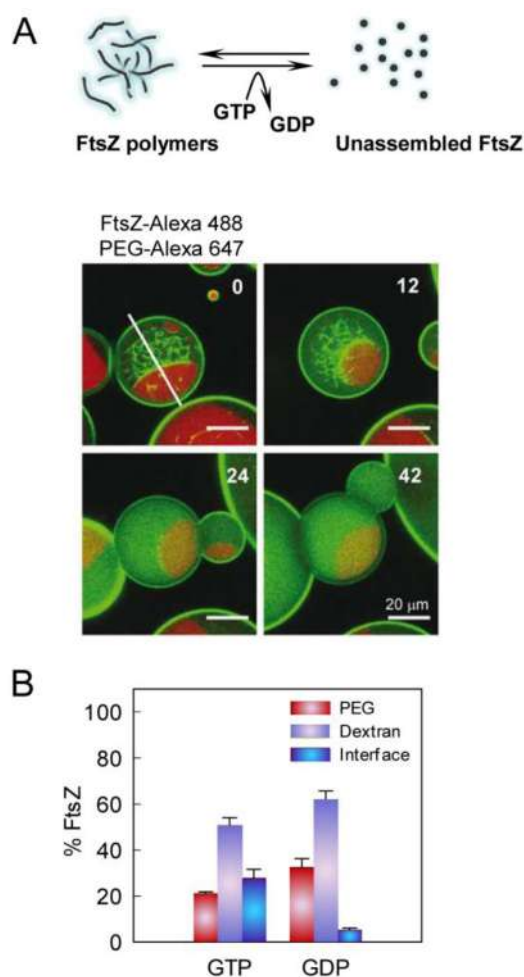 A
GTP
GDP
FtsZ polymers
Unassembled FtsZ
FtsZ-Alexa 488
PEG-Alexa 647
0
12
24
42
20 μm
B
100
80
60
40
20
0
% FtsZ
PEG
Dextran
Interface
GTP
GDP